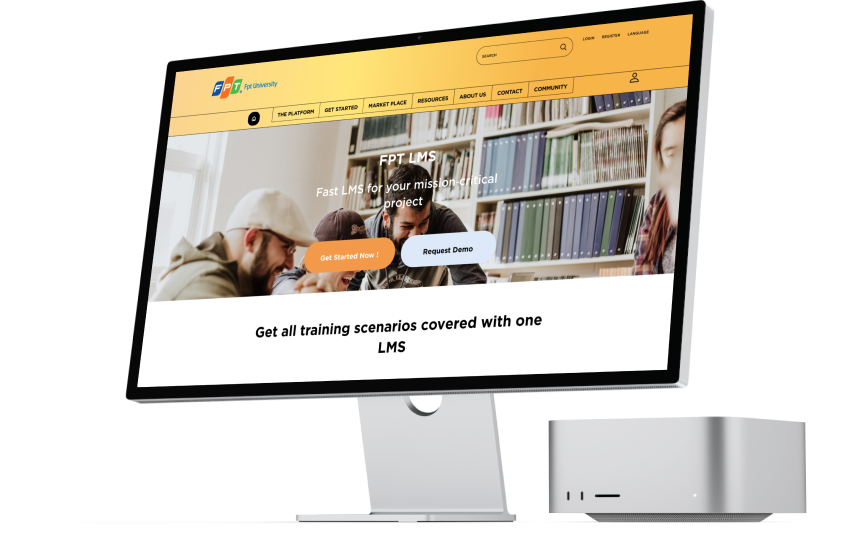 LOGIN REGISTER LANGUAGE
SEARCH
FPT. Fpt University
THE PLATFORM GET STARTED MARKET PLACE RESOURCES ABOUT US CONTACT COMMUNITY
FPT LMS
Fast LMS for your mission-critical
project
Get Started Now ! Request Demo
Get all training scenarios covered with one
LMS